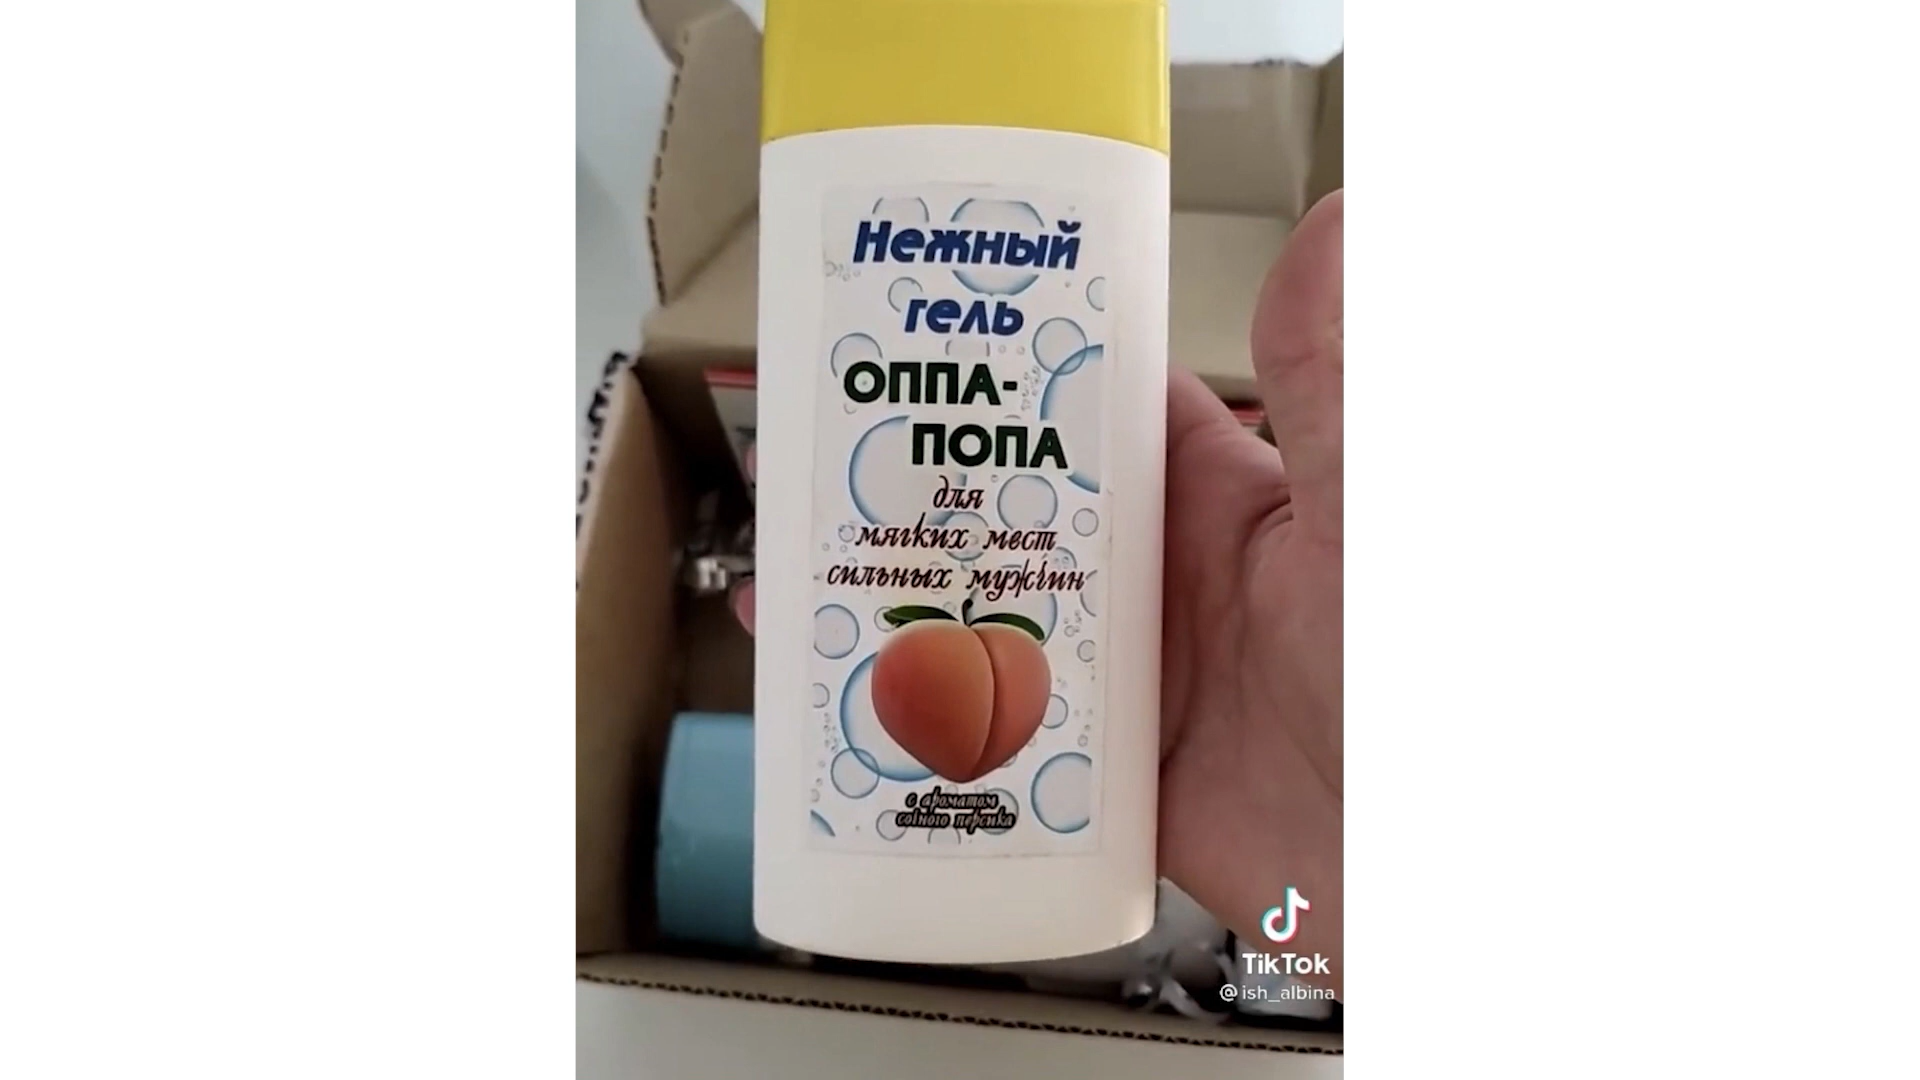 Нежный
гель
ОППА-
ПОПА
для
мягких мест
сильных мужчин
с ароматом
сочного персика
TikTok
@ish_albina